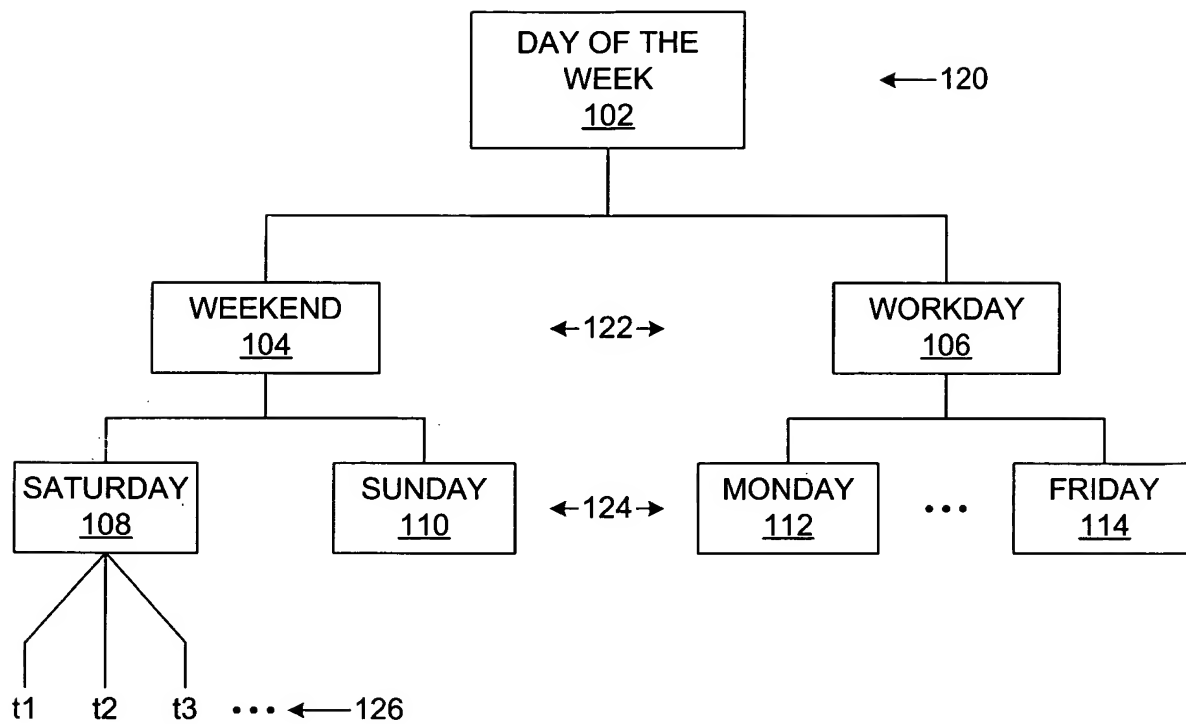 DAY OF THE
WEEK
102
120
WEEKEND
104
122
WORKDAY
106
SATURDAY
108
SUNDAY
110
124
MONDAY
112
•••
FRIDAY
114
t1 t2 t3 ••• 126